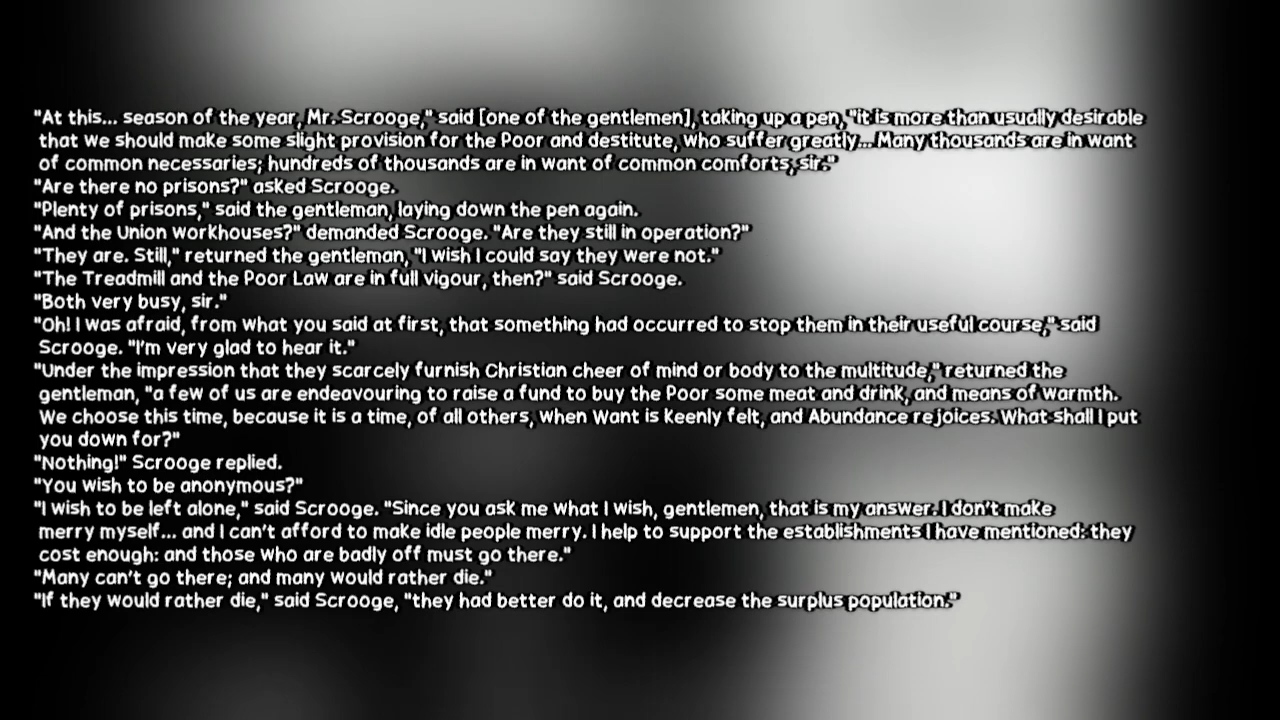 "At this... season of the year, Mr. Scrooge," said [one of the gentlemen], taking up a pen, "it is more than usually desirable
that we should make some slight provision for the Poor and destitute, who suffer greatly... Many thousands are in want
of common necessaries; hundreds of thousands are in want of common comforts, sir."
"Are there no prisons?" asked Scrooge.
"Plenty of prisons," said the gentleman, laying down the pen again.
"And the Union workhouses?" demanded Scrooge. "Are they still in operation?"
"They are. Still," returned the gentleman, "I wish I could say they were not."
"The Treadmill and the Poor Law are in full vigour, then?" said Scrooge.
"Both very busy, sir."
"Oh! I was afraid, from what you said at first, that something had occurred to stop them in their useful course," said
Scrooge. "I'm very glad to hear it."
"Under the impression that they scarcely furnish Christian cheer of mind or body to the multitude," returned the
gentleman, "a few of us are endeavouring to raise a fund to buy the Poor some meat and drink, and means of warmth.
We choose this time, because it is a time, of all others, when Want is keenly felt, and Abundance rejoices. What shall I put
you down for?"
"Nothing!" Scrooge replied.
"You wish to be anonymous?"
"I wish to be left alone," said Scrooge. "Since you ask me what I wish, gentlemen, that is my answer. I don't make
merry myself... and I can't afford to make idle people merry. I help to support the establishments I have mentioned: they
cost enough: and those who are badly off must go there."
"Many can't go there; and many would rather die."
"If they would rather die," said Scrooge, "they had better do it, and decrease the surplus population."